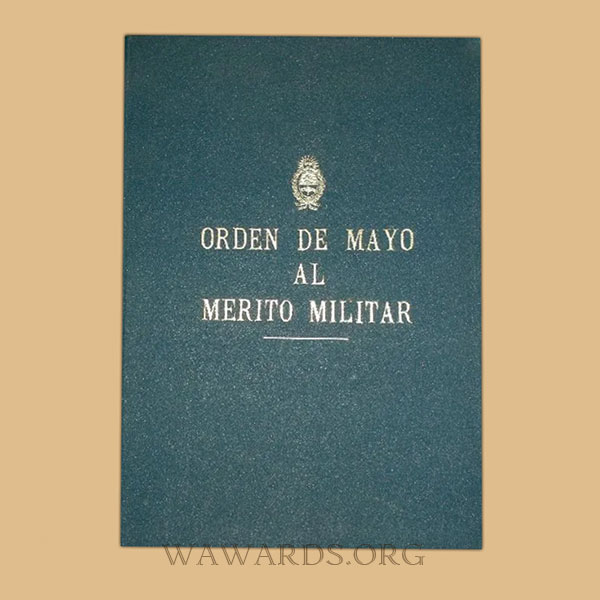 ORDEN DE MAYO
AL
MERITO MILITAR
WAWARDS.ORG